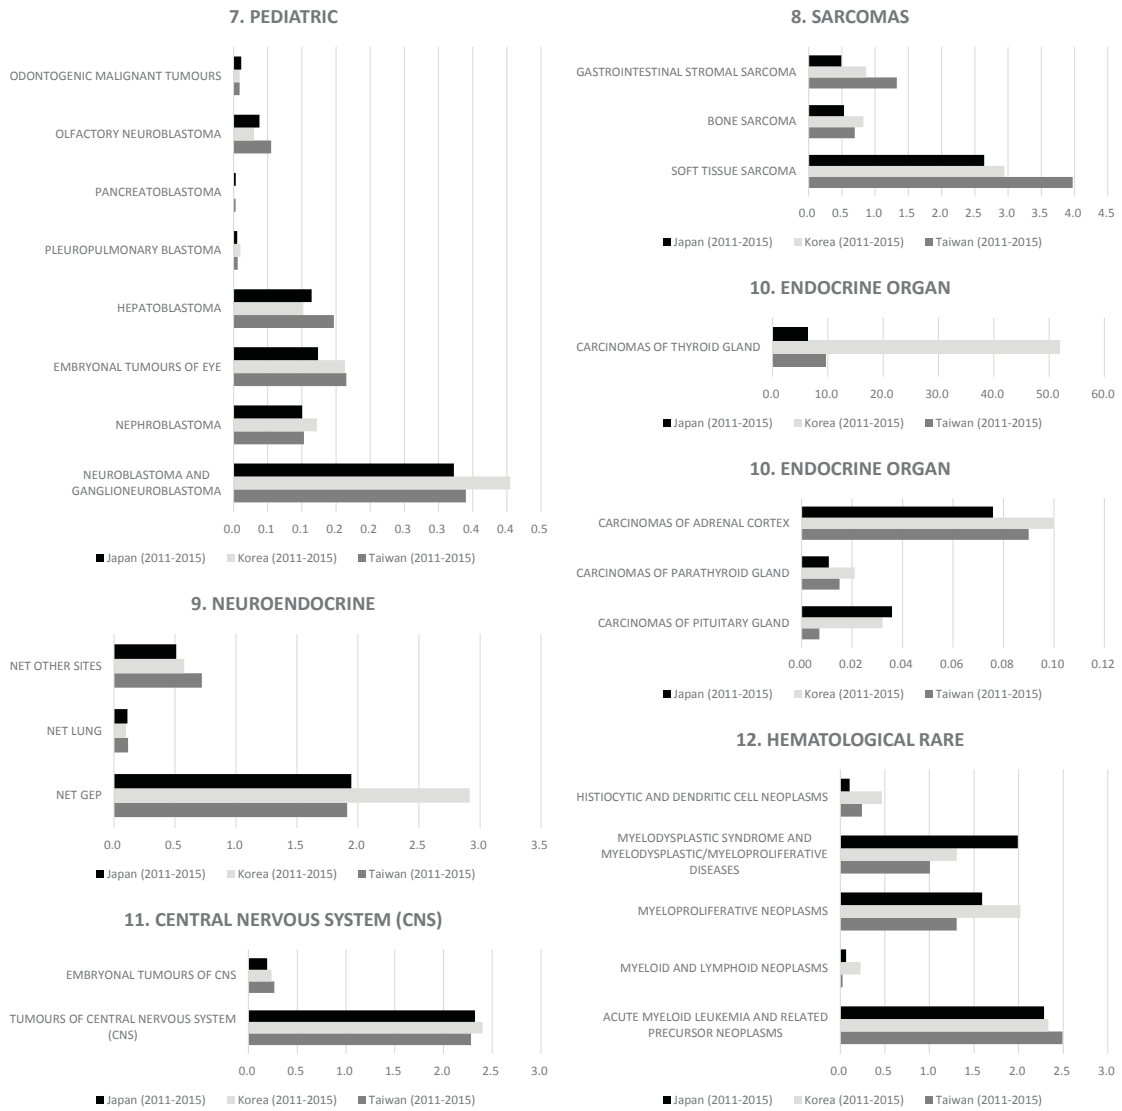 7. PEDIATRIC
ODONTOGENIC MALIGNANT TUMOURS
OLFACTORY NEUROBLASTOMA
PANCREATOBLASTOMA
PLEUROPULMONARY BLASTOMA
HEPATOBLASTOMA
EMBRYONAL TUMOURS OF EYE
NEPHROBLASTOMA
NEUROBLASTOMA AND
GANGLIONEUROBLASTOMA
0.0 0.1 0.1 0.2 0.2 0.3 0.3 0.4 0.4 0.5
Japan (2011-2015) Korea (2011-2015) Taiwan (2011-2015)
9. NEUROENDOCRINE
NET OTHER SITES
NET LUNG
NET GEP
0.0 0.5 1.0 1.5 2.0 2.5 3.0 3.5
Japan (2011-2015) Korea (2011-2015) Taiwan (2011-2015)
11. CENTRAL NERVOUS SYSTEM (CNS)
EMBRYONAL TUMOURS OF CNS
TUMOURS OF CENTRAL NERVOUS SYSTEM
(CNS)
0.0 0.5 1.0 1.5 2.0 2.5 3.0
Japan (2011-2015) Korea (2011-2015) Taiwan (2011-2015)
8. SARCOMAS
GASTROINTESTINAL STROMAL SARCOMA
BONE SARCOMA
SOFT TISSUE SARCOMA
0.0 0.5 1.0 1.5 2.0 2.5 3.0 3.5 4.0 4.5
Japan (2011-2015) Korea (2011-2015) Taiwan (2011-2015)
10. ENDOCRINE ORGAN
CARCINOMAS OF THYROID GLAND
0.0 10.0 20.0 30.0 40.0 50.0 60.0
Japan (2011-2015) Korea (2011-2015) Taiwan (2011-2015)
10. ENDOCRINE ORGAN
CARCINOMAS OF ADRENAL CORTEX
CARCINOMAS OF PARATHYROID GLAND
CARCINOMAS OF PITUITARY GLAND
0.00 0.02 0.04 0.06 0.08 0.10 0.12
Japan (2011-2015) Korea (2011-2015) Taiwan (2011-2015)
12. HEMATOLOGICAL RARE
HISTIOCYTIC AND DENDRITIC CELL NEOPLASMS
MYELODYSPLASTIC SYNDROME AND
MYELODYSPLASTIC/MYELOPROLIFERATIVE
DISEASES
MYELOPROLIFERATIVE NEOPLASMS
MYELOID AND LYMPHOID NEOPLASMS
ACUTE MYELOID LEUKEMIA AND RELATED
PRECURSOR NEOPLASMS
0.0 0.5 1.0 1.5 2.0 2.5 3.0
Japan (2011-2015) Korea (2011-2015) Taiwan (2011-2015)